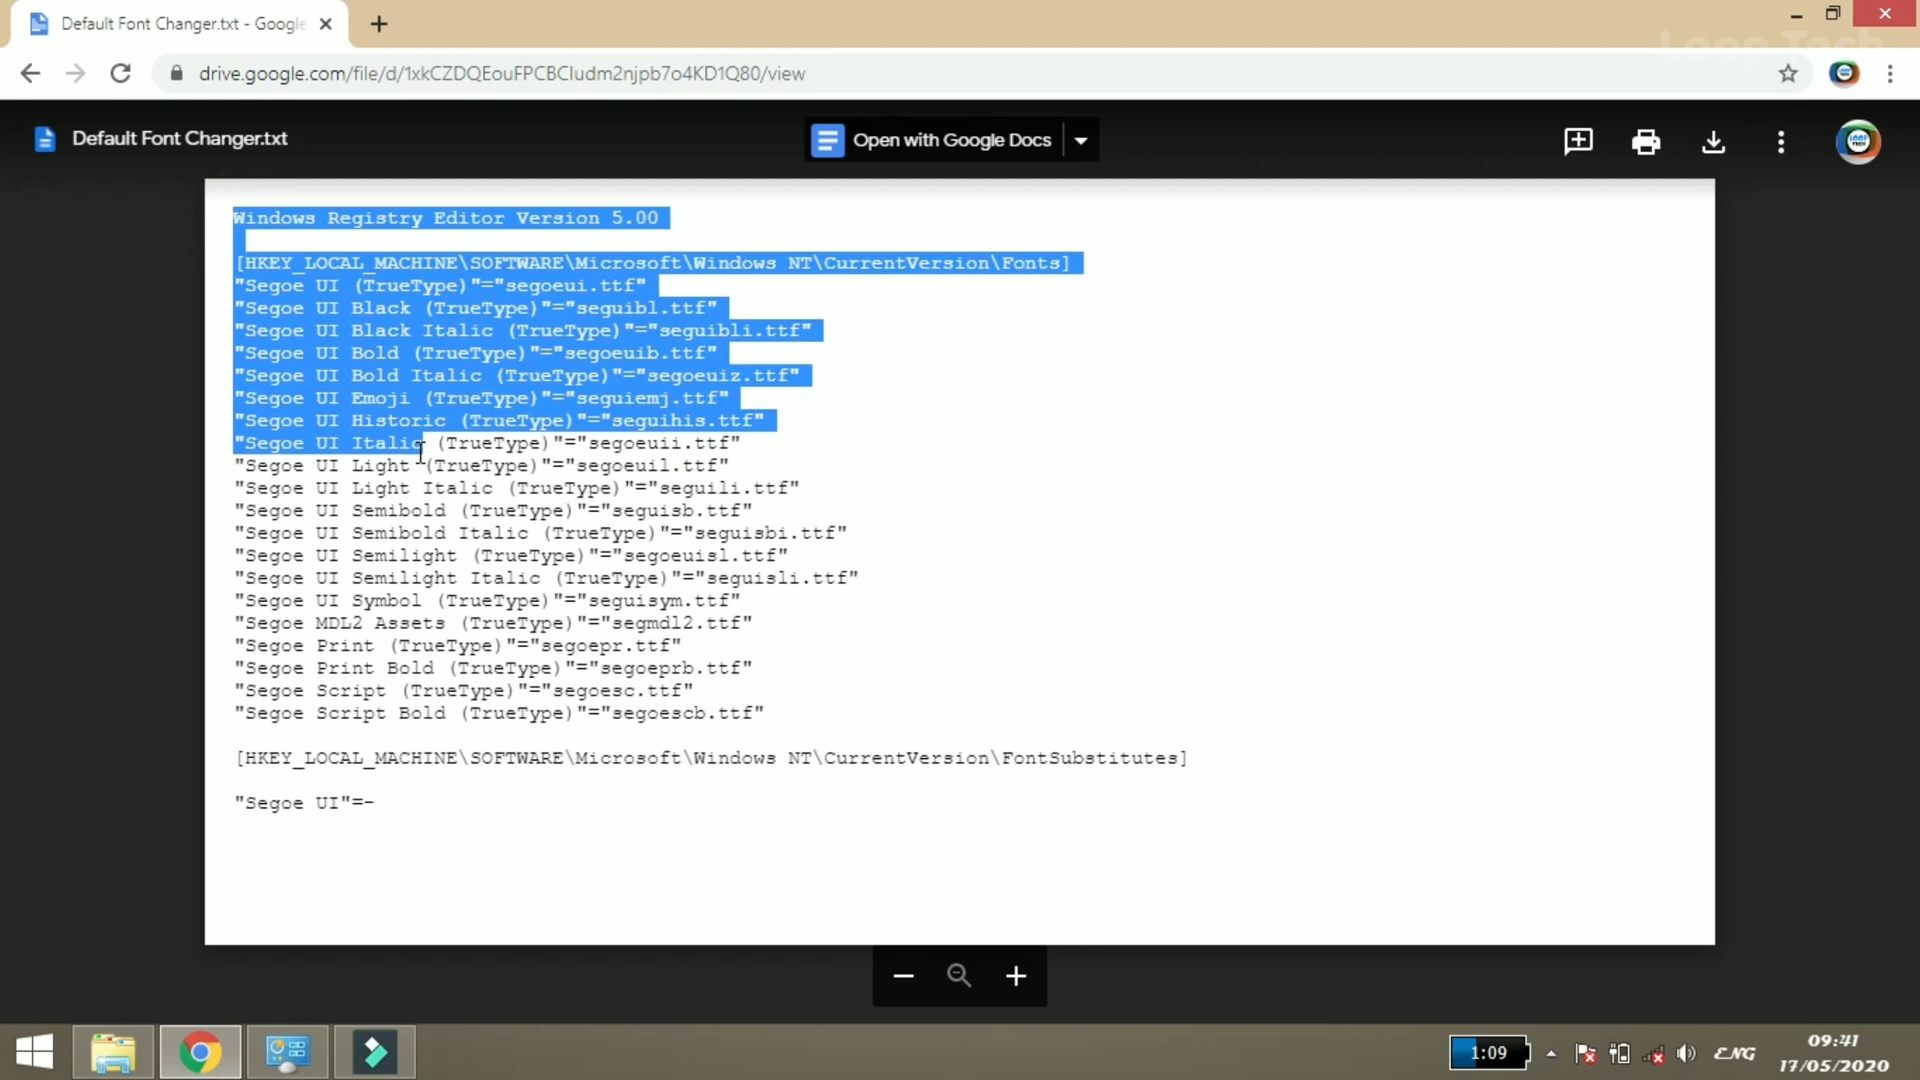 Default Font Changer.txt - Google
Loop Tech
drive.google.com/file/d/1xkCZDQEouFPCBCIudm2njpb7o4KD1Q80/view
Default Font Changer.txt
Open with Google Docs
LOOP TECH
Windows Registry Editor Version 5.00
[HKEY_LOCAL_MACHINE\SOFTWARE\Microsoft\Windows NT\CurrentVersion\Fonts]
"Segoe UI (TrueType)"="segoeui.ttf"
"Segoe UI Black (TrueType)"="seguibl.ttf"
"Segoe UI Black Italic (TrueType)"="seguibli.ttf"
"Segoe UI Bold (TrueType)"="segoeuib.ttf"
"Segoe UI Bold Italic (TrueType)"="segoeuiz.ttf"
"Segoe UI Emoji (TrueType)"="seguiemj.ttf"
"Segoe UI Historic (TrueType)"="seguihis.ttf"
"Segoe UI Italic (TrueType)"="segoeuii.ttf"
"Segoe UI Light (TrueType)"="segoeuil.ttf"
"Segoe UI Light Italic (TrueType)"="seguili.ttf"
"Segoe UI Semibold (TrueType)"="seguisb.ttf"
"Segoe UI Semibold Italic (TrueType)"="seguisbi.ttf"
"Segoe UI Semilight (TrueType)"="segoeuisl.ttf"
"Segoe UI Semilight Italic (TrueType)"="seguisli.ttf"
"Segoe UI Symbol (TrueType)"="seguisym.ttf"
"Segoe MDL2 Assets (TrueType)"="segmdl2.ttf"
"Segoe Print (TrueType)"="segoepr.ttf"
"Segoe Print Bold (TrueType)"="segoeprb.ttf"
"Segoe Script (TrueType)"="segoesc.ttf"
"Segoe Script Bold (TrueType)"="segoescb.ttf"
[HKEY_LOCAL_MACHINE\SOFTWARE\Microsoft\Windows NT\CurrentVersion\FontSubstitutes]
"Segoe UI"=-
1:09
ENG
09:41
17/05/2020